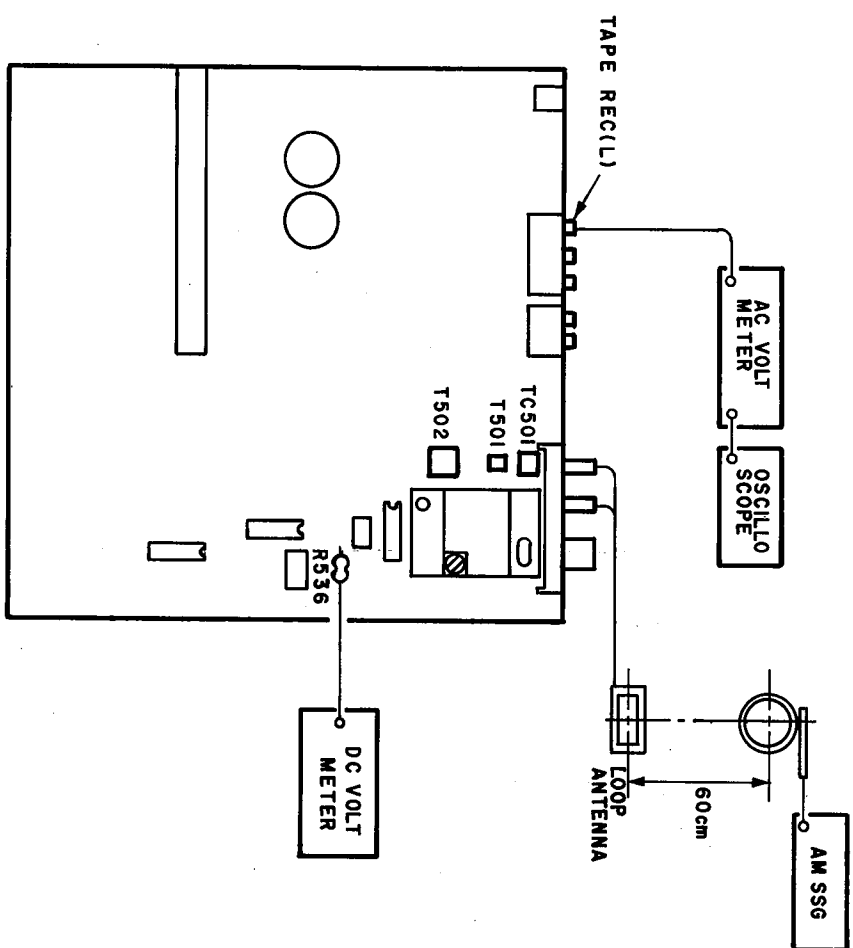 TAPE REC(L)
AC VOLT
METER
OSCILLO
SCOPE
TC501
T501
T502
R536
DC VOLT
METER
LOOP
ANTENNA
60cm
AM SSG